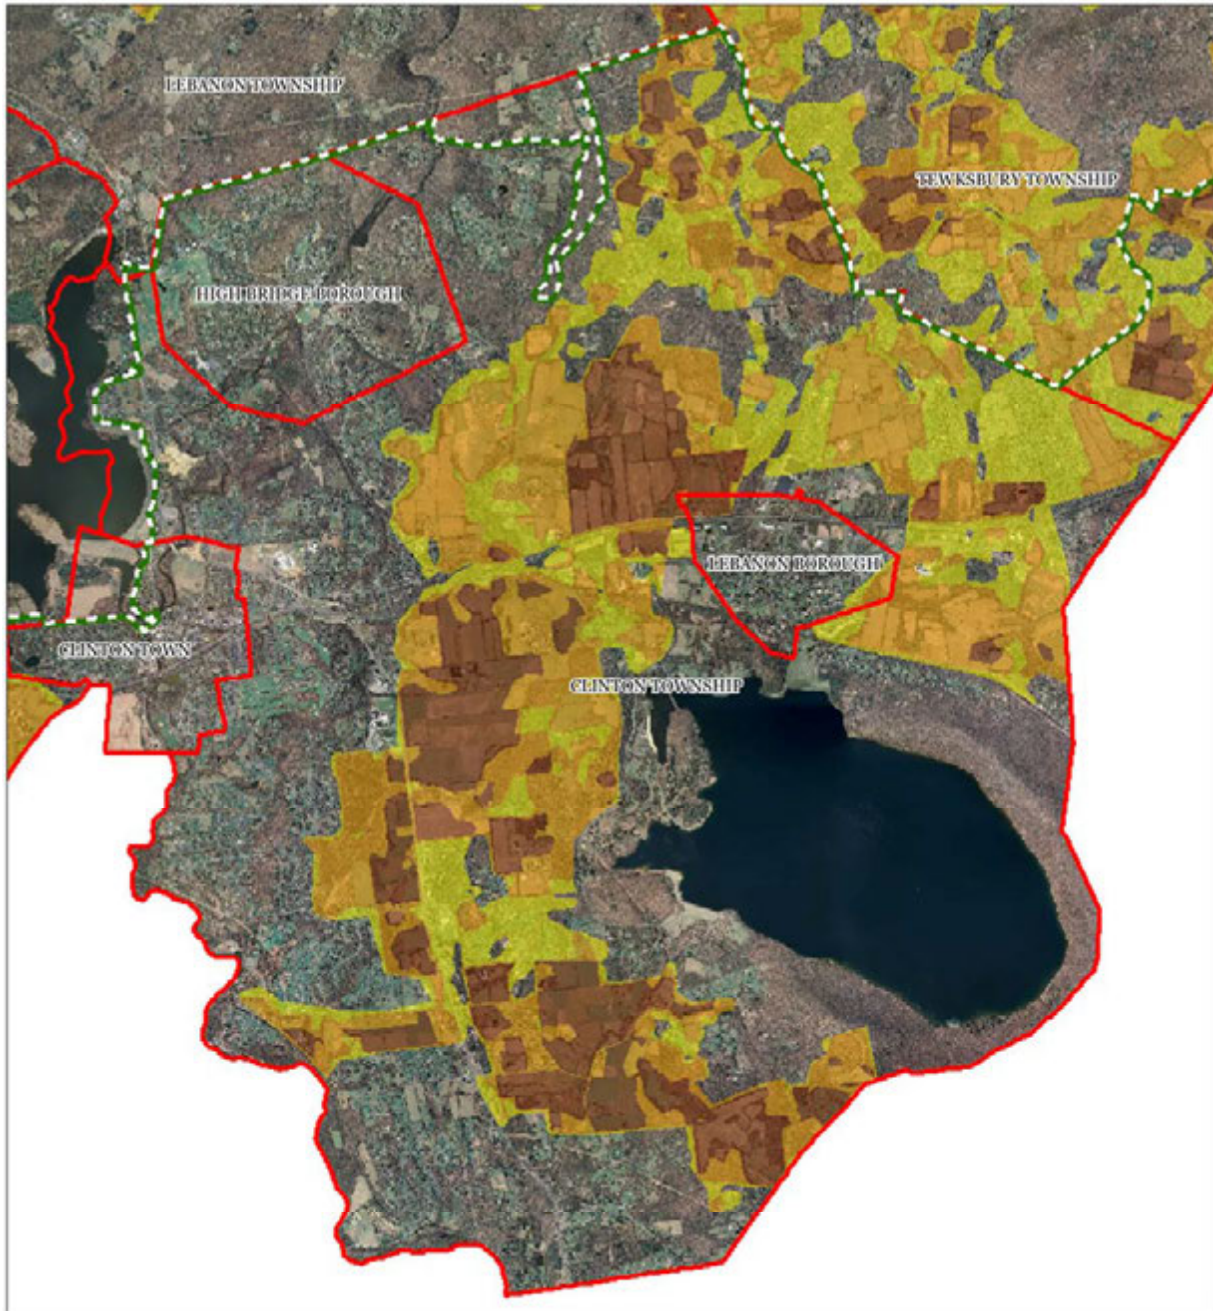 LEBANON TOWNSHIP
TEWKSBURY TOWNSHIP
HIGH BRIDGE BOROUGH
LEBANON BOROUGH
CLINTON TOWN
CLINTON TOWNSHIP